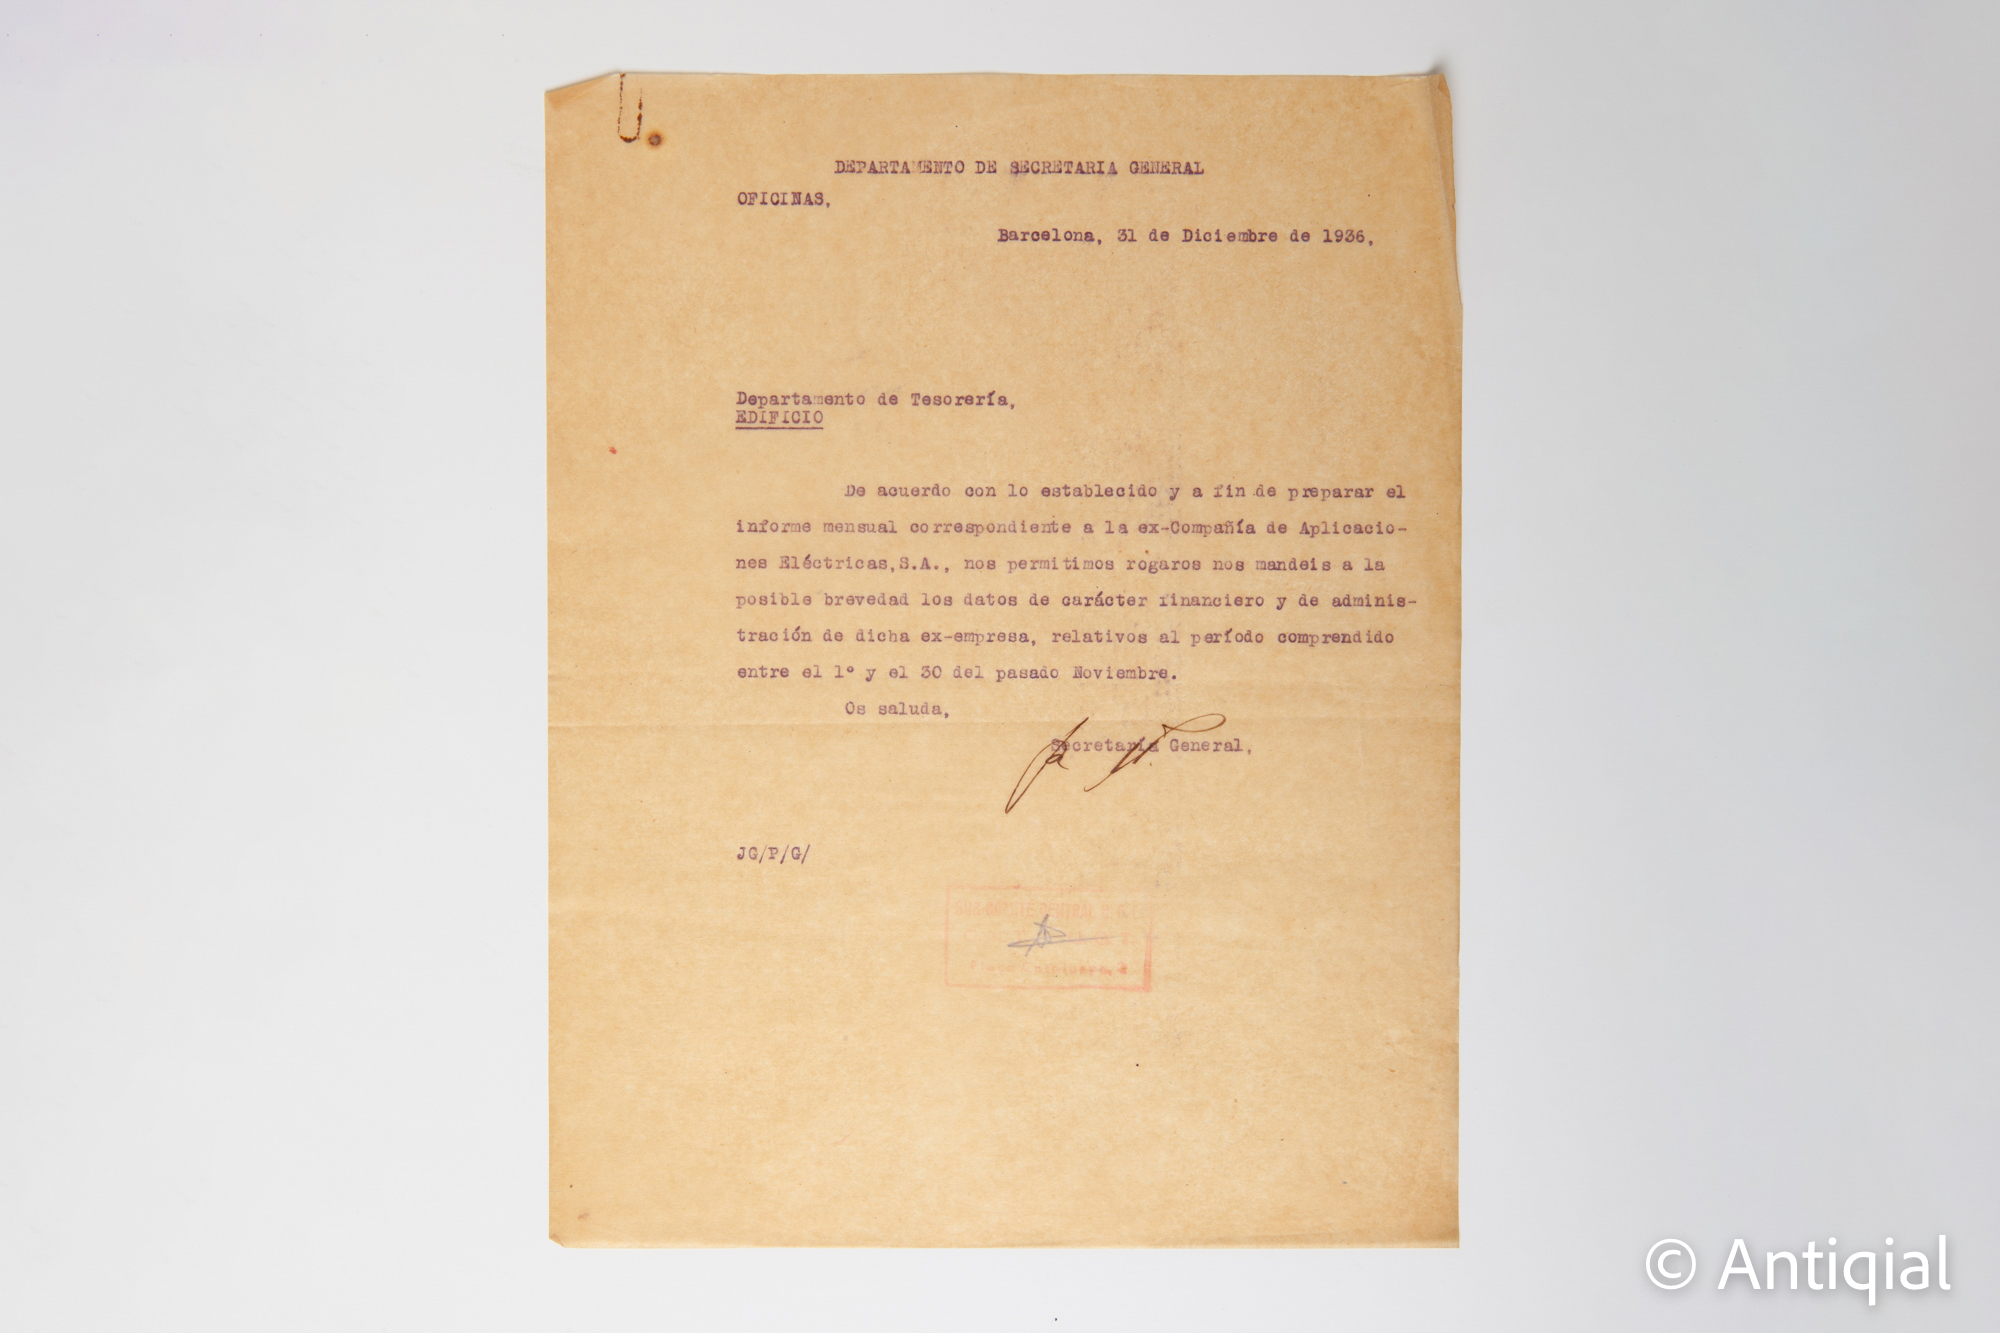 DEPARTAMENTO DE SECRETARIA GENERAL
OFICINAS,
Barcelona, 31 de Diciembre de 1936,
Departamento de Tesorería,
EDIFICIO
De acuerdo con lo establecido y a fin de preparar el
informe mensual correspondiente a la ex-Compañía de Aplicacio-
nes Eléctricas,S.A., nos permitimos rogaros nos mandeis a la
posible brevedad los datos de carácter financiero y de adminis-
tración de dicha ex-empresa, relativos al período comprendido
entre el 1º y el 30 del pasado Noviembre.
Os saluda,
Secretaría General,
JG/P/G/
CENTRAL
© Antiqial